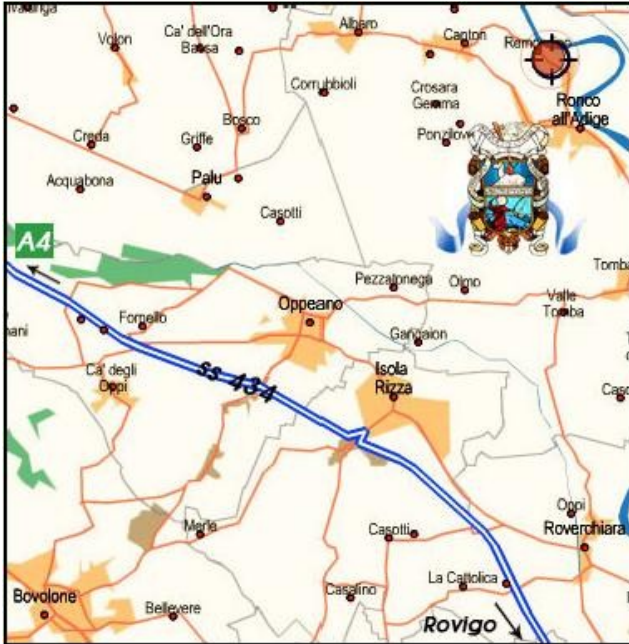 Albaro
Volon
Ca' dell'Ora
Bassa
Canton
Corrubbioli
Crosara
Gemma
Ronco
all'Adige
Bosco
Creda
Griffe
Acquabona
Palu
Casotti
A4
Pezzatonega
Olmo
Tomba
Valle
Tomba
Fornello
Oppeano
Ca' degli
Oppi
SS 434
Isola
Rizza
Oppi
Merle
Casotti
Roverchiara
Bovolone
Bellevere
Casalino
La Cattolica
Rovigo